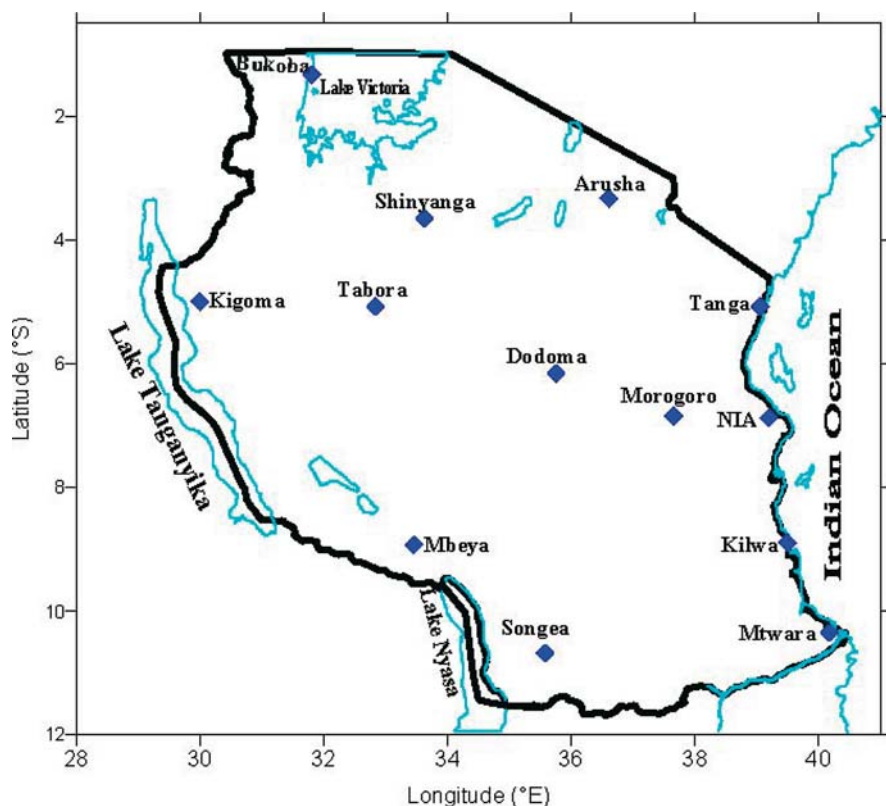 Bukoba
Lake Victoria
2
Arusha
Shinyanga
4
Kigoma
Tabora
Tanga
Lake Tanganyika
Dodoma
6
Morogoro
NIA
Indian Ocean
Latitude (°S)
8
Mbeya
Kilwa
10
Lake Nyasa
Songea
Mtwara
12
28 30 32 34 36 38 40
Longitude (°E)